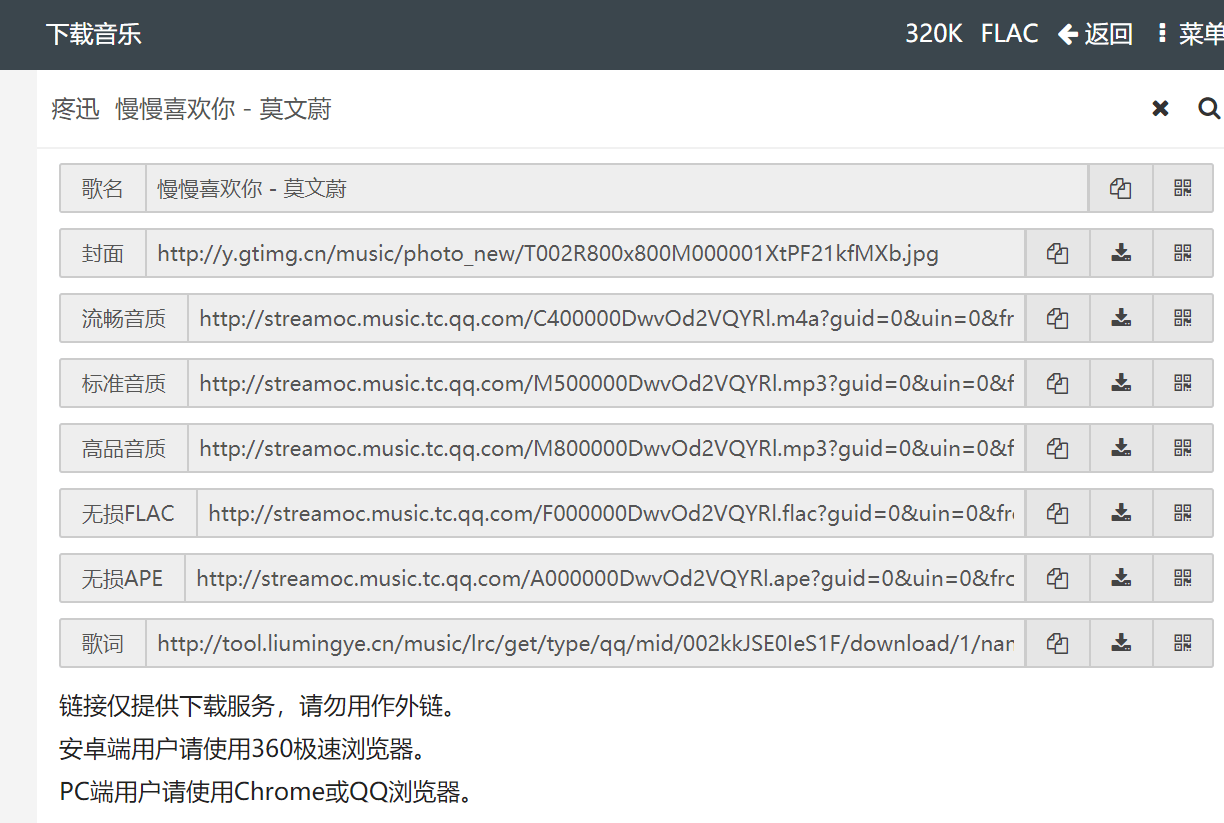 下载音乐 320K FLAC 返回 菜单
疼迅 慢慢喜欢你 - 莫文蔚
歌名 慢慢喜欢你 - 莫文蔚
封面 http://y.gtimg.cn/music/photo_new/T002R800x800M000001XtPF21kfMXb.jpg
流畅音质 http://streamoc.music.tc.qq.com/C400000DwvOd2VQYRl.m4a?guid=0&uin=0&fr
标准音质 http://streamoc.music.tc.qq.com/M500000DwvOd2VQYRl.mp3?guid=0&uin=0&f
高品音质 http://streamoc.music.tc.qq.com/M800000DwvOd2VQYRl.mp3?guid=0&uin=0&f
无损FLAC http://streamoc.music.tc.qq.com/F000000DwvOd2VQYRl.flac?guid=0&uin=0&fr
无损APE http://streamoc.music.tc.qq.com/A000000DwvOd2VQYRl.ape?guid=0&uin=0&frc
歌词 http://tool.liumingye.cn/music/lrc/get/type/qq/mid/002kkJSE0IeS1F/download/1/nar
链接仅提供下载服务，请勿用作外链。
安卓端用户请使用360极速浏览器。
PC端用户请使用Chrome或QQ浏览器。